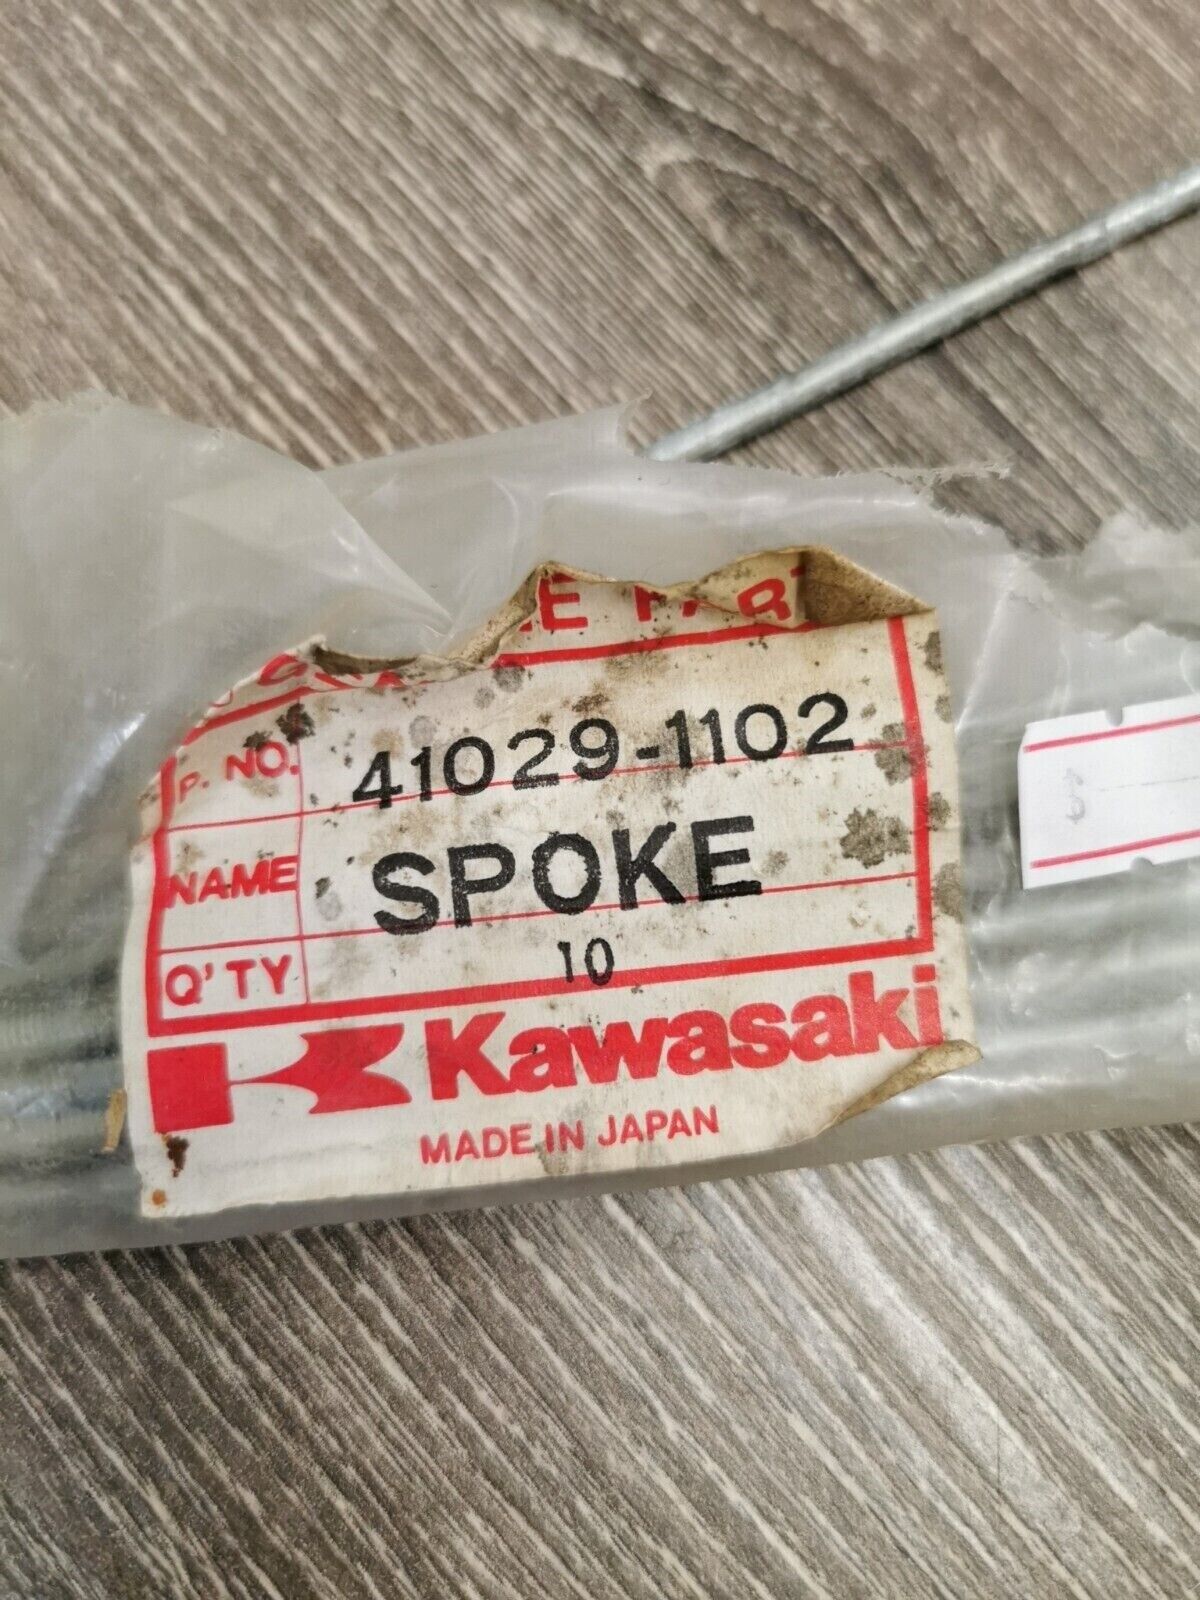 P. NO. 41029-1102
NAME SPOKE
Q'TY 10
Kawasaki
MADE IN JAPAN